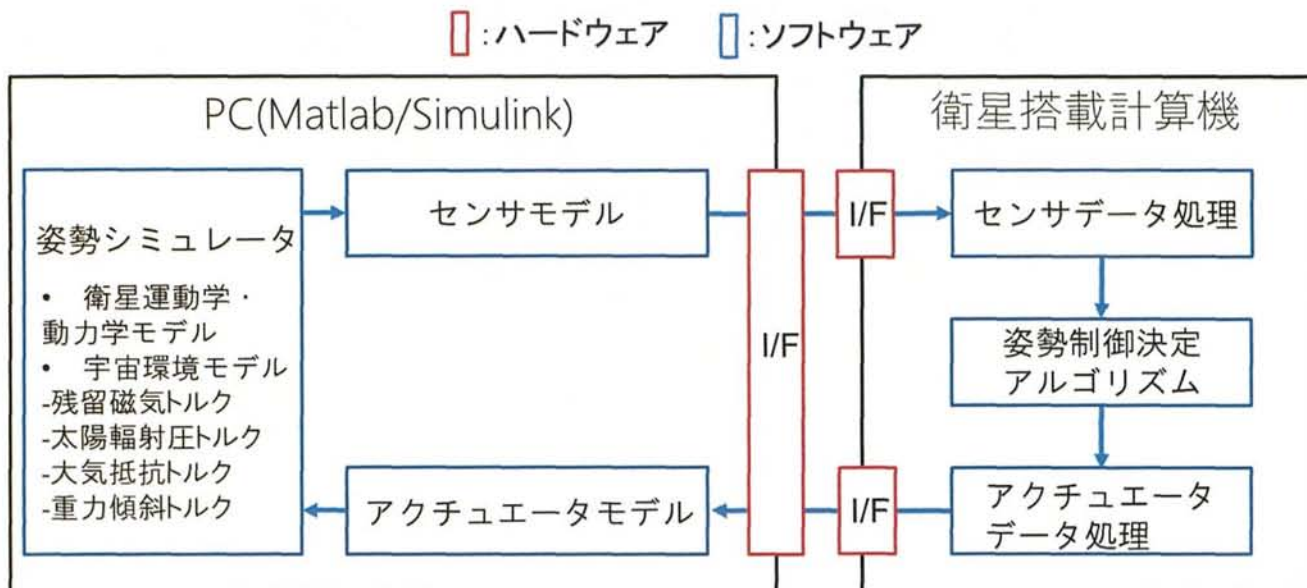 :ハードウェア
:ソフトウェア
PC(Matlab/Simulink)
衛星搭載計算機
姿勢シミュレータ
• 衛星運動学・
動力学モデル
• 宇宙環境モデル
-残留磁気トルク
-太陽輻射圧トルク
-大気抵抗トルク
-重力傾斜トルク
センサモデル
アクチュエータモデル
I/F
I/F
I/F
センサデータ処理
姿勢制御決定
アルゴリズム
アクチュエータ
データ処理